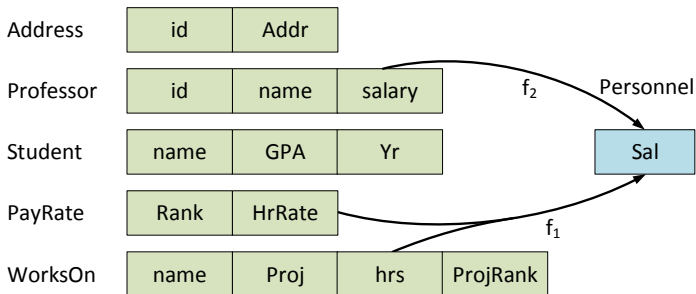 Address id Addr
Professor id name salary
f2 Personnel
Student name GPA Yr Sal
PayRate Rank HrRate
f1
WorksOn name Proj hrs ProjRank